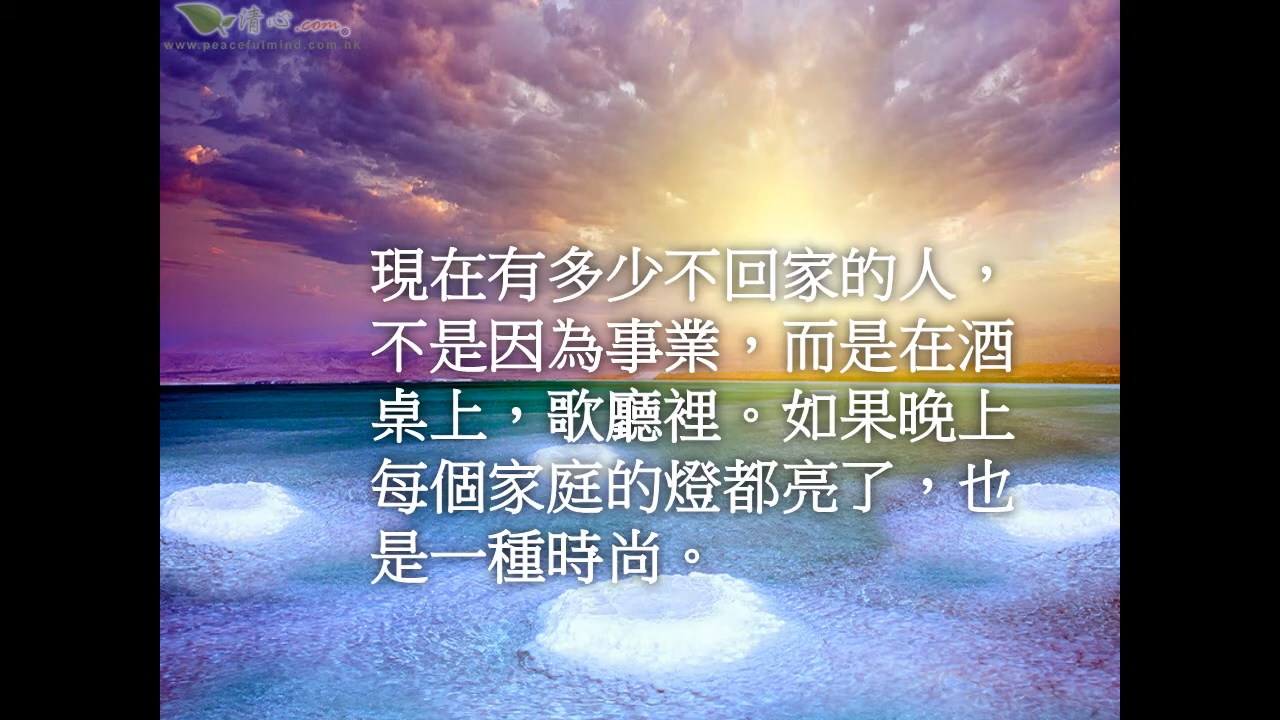 清心.com®
www.peacefulmind.com.hk
現在有多少不回家的人，
不是因為事業，而是在酒
桌上，歌廳裡。如果晚上
每個家庭的燈都亮了，也
是一種時尚。